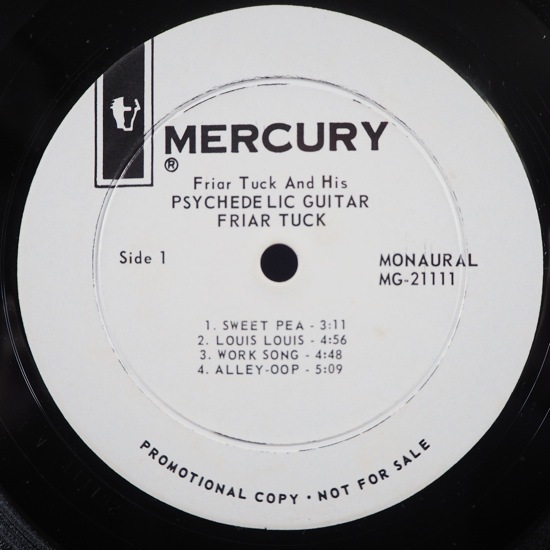 MERCURY
®
Friar Tuck And His
PSYCHEDELIC GUITAR
FRIAR TUCK
Side 1
MONAURAL
MG-21111
1. SWEET PEA - 3:11
2. LOUIS LOUIS - 4:56
3. WORK SONG - 4:48
4. ALLEY-OOP - 5:09
PROMOTIONAL COPY · NOT FOR SALE